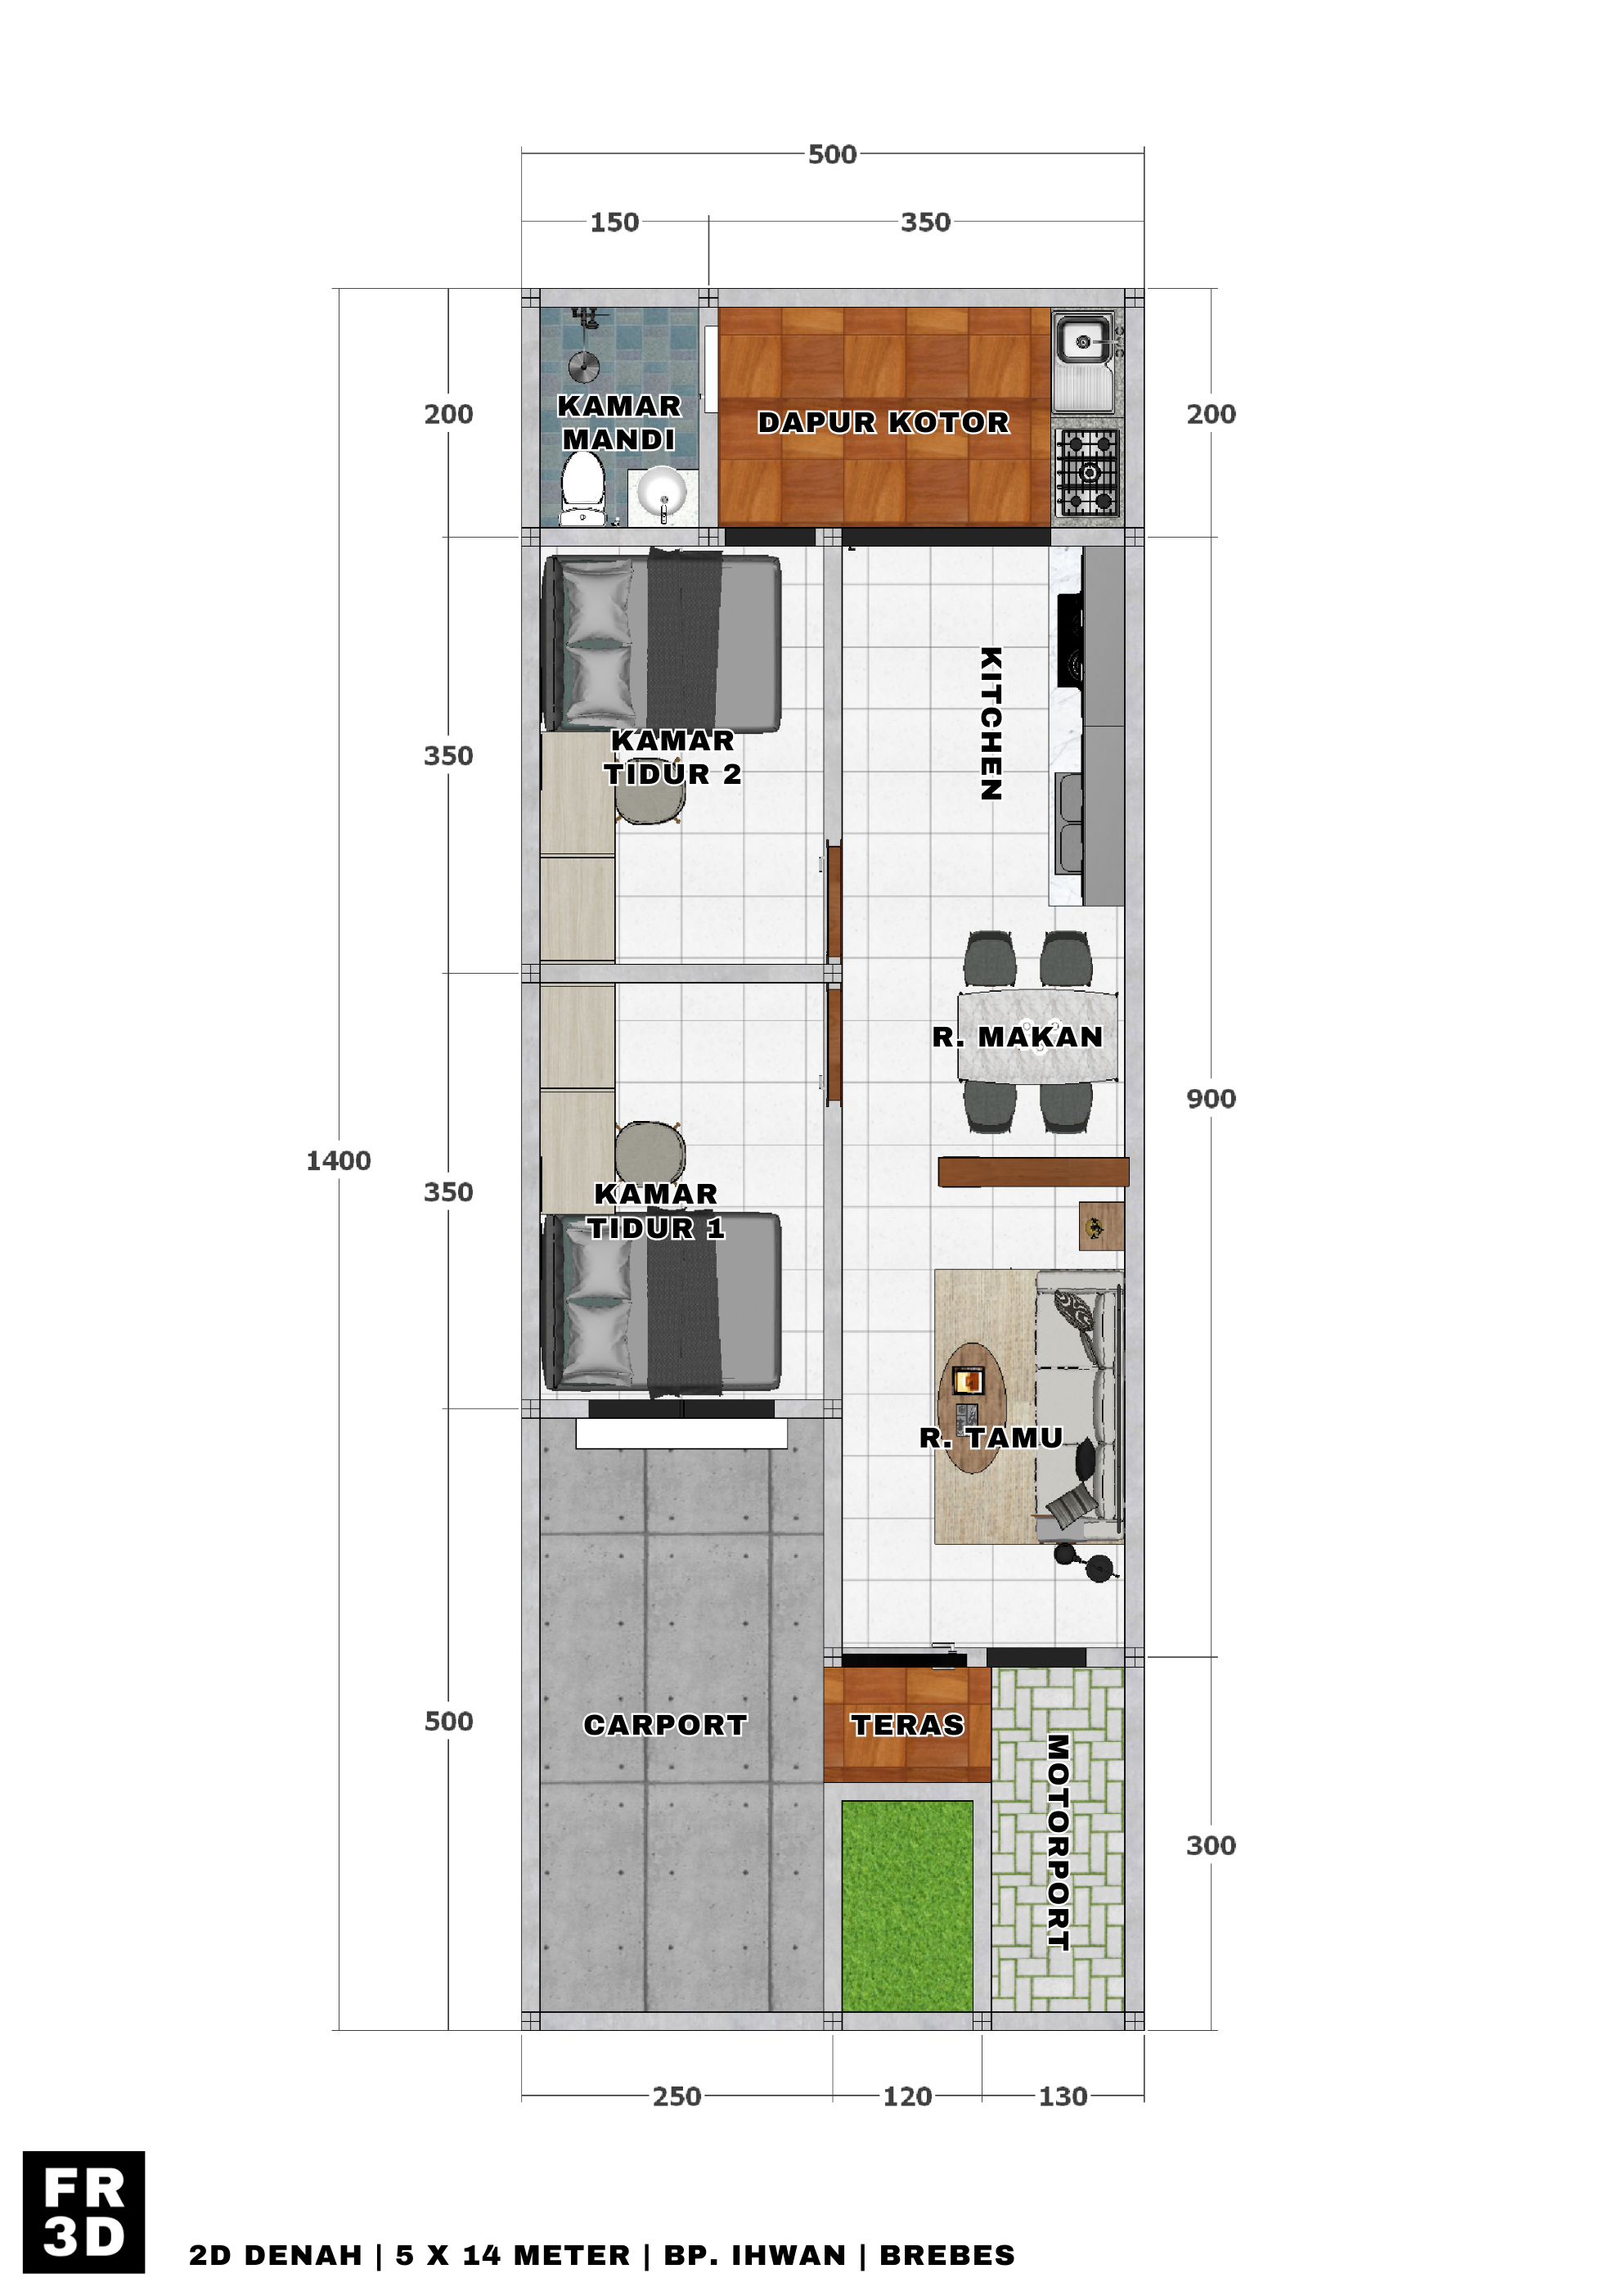 500
150
350
200
KAMAR
MANDI
DAPUR KOTOR
200
KITCHEN
350
KAMAR
TIDUR 2
R. MAKAN
900
1400
350
KAMAR
TIDUR 1
R. TAMU
500
CARPORT
TERAS
MOTORPORT
300
250
120
130
FR
3D
2D DENAH | 5 X 14 METER | BP. IHWAN | BREBES